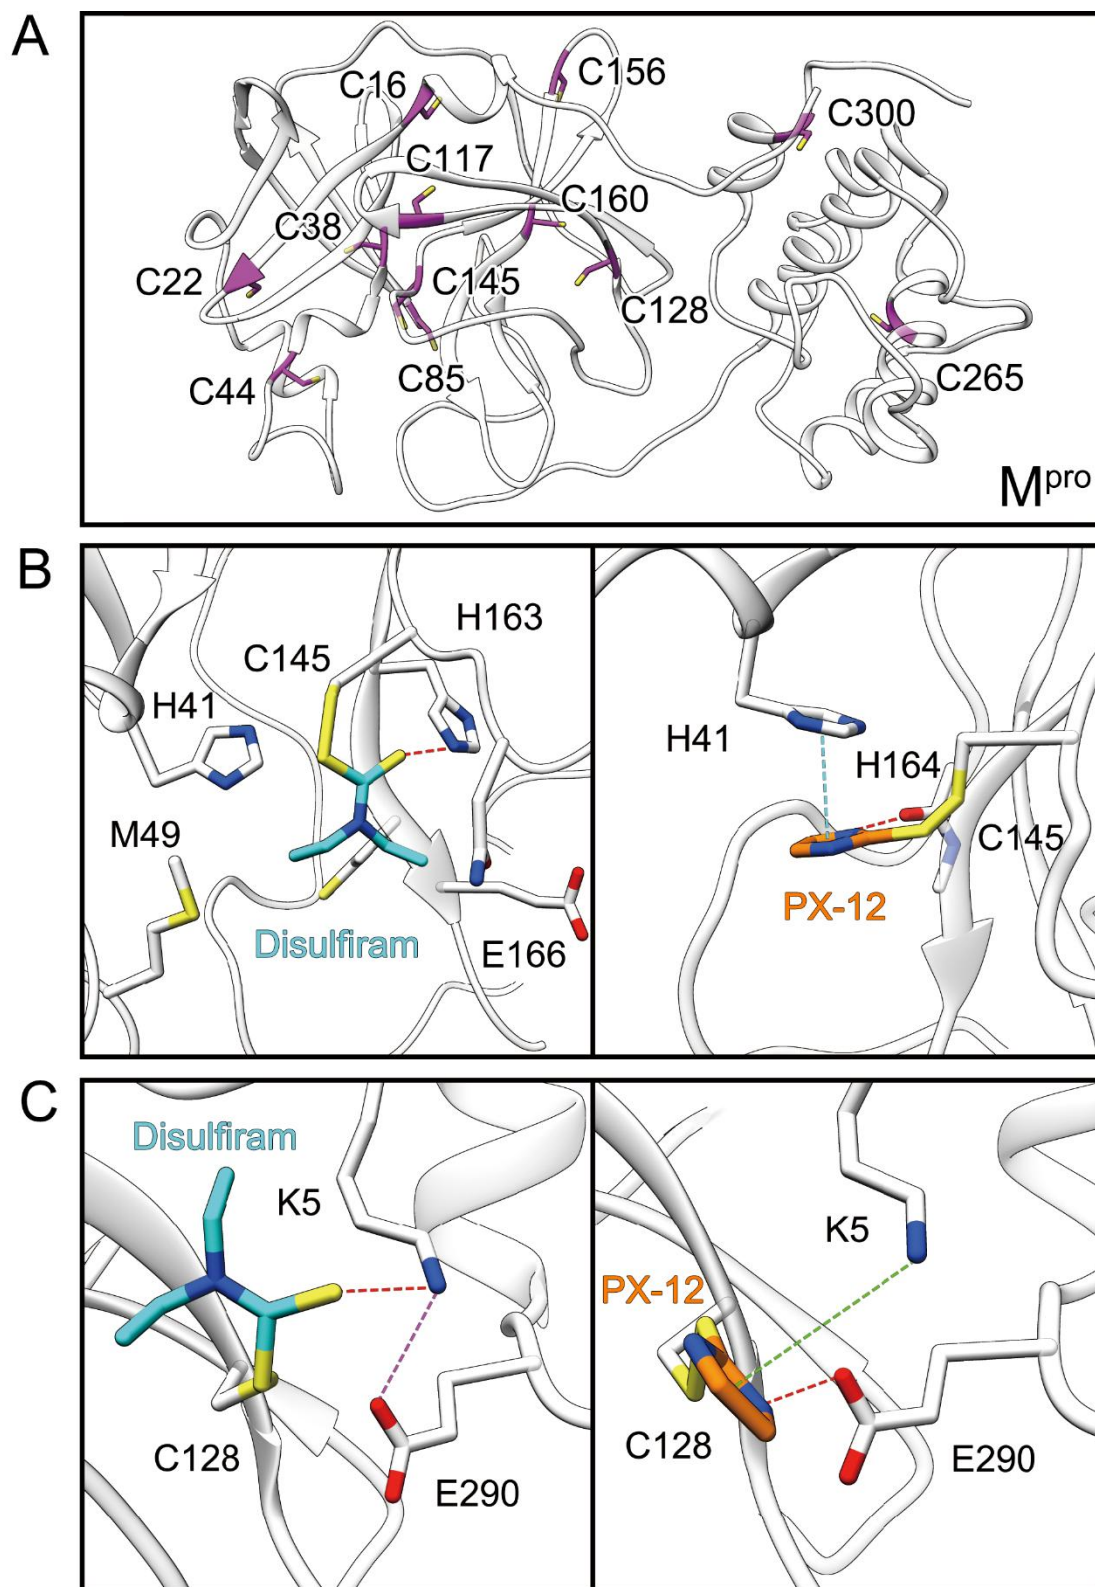 A
C16
C156
C300
C117
C38
C160
C22
C145
C128
C44
C85
C265
Mpro
B
C145
H163
H41
M49
Disulfiram
E166
H41
H164
C145
PX-12
C
Disulfiram
K5
C128
E290
K5
PX-12
C128
E290